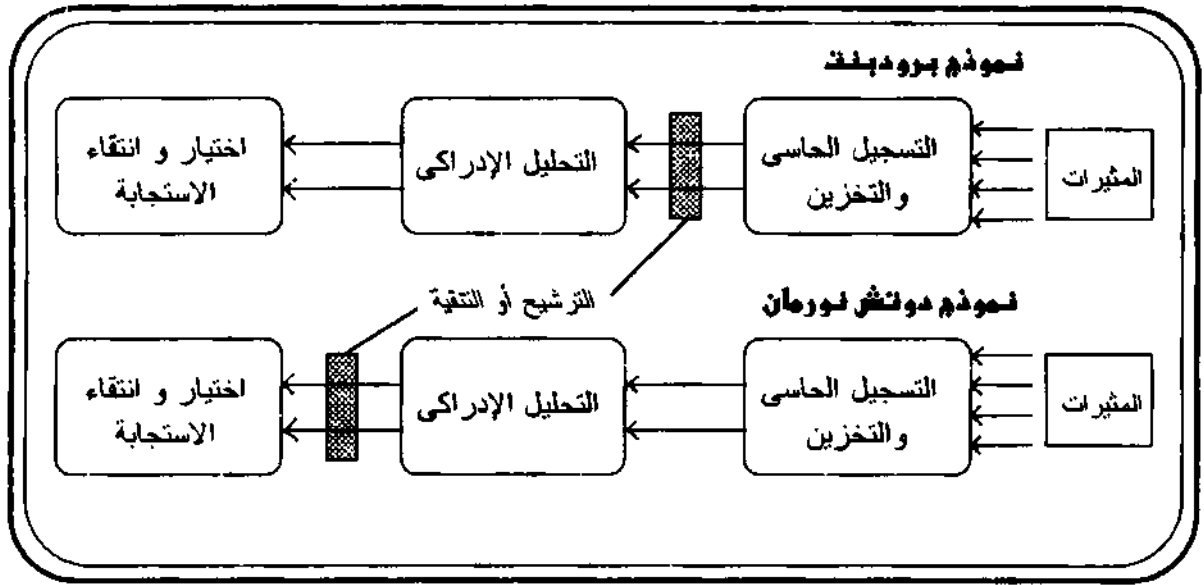 نموذج برودبنت
المثيرات
التسجيل الحاسى
والتخزين
التحليل الإدراكى
اختيار و انتقاء
الاستجابة
الترشيح أو التنقية
نموذج دوتش نورمان
المثيرات
التسجيل الحاسى
والتخزين
التحليل الإدراكى
اختيار و انتقاء
الاستجابة